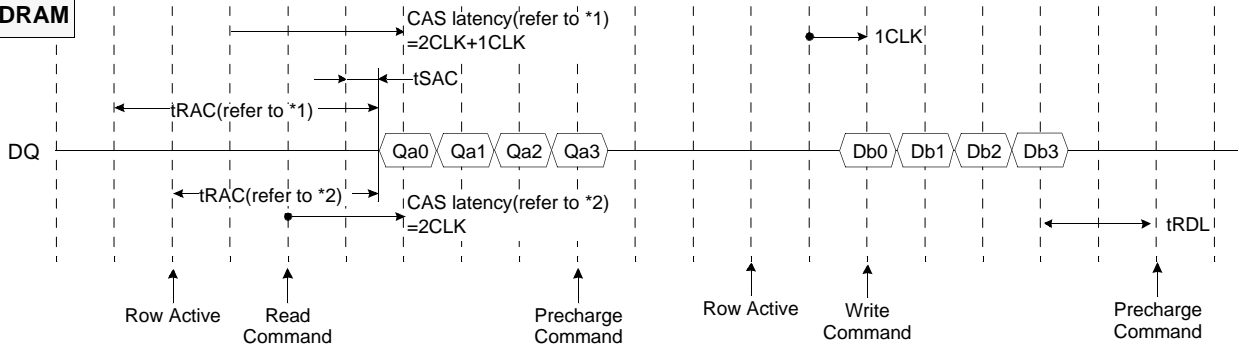 DRAM
CAS latency(refer to *1)
=2CLK+1CLK
1CLK
tSAC
tRAC(refer to *1)
DQ
Qa0 Qa1 Qa2 Qa3
Db0 Db1 Db2 Db3
tRAC(refer to *2)
CAS latency(refer to *2)
=2CLK
tRDL
Row Active
Read
Command
Precharge
Command
Row Active
Write
Command
Precharge
Command